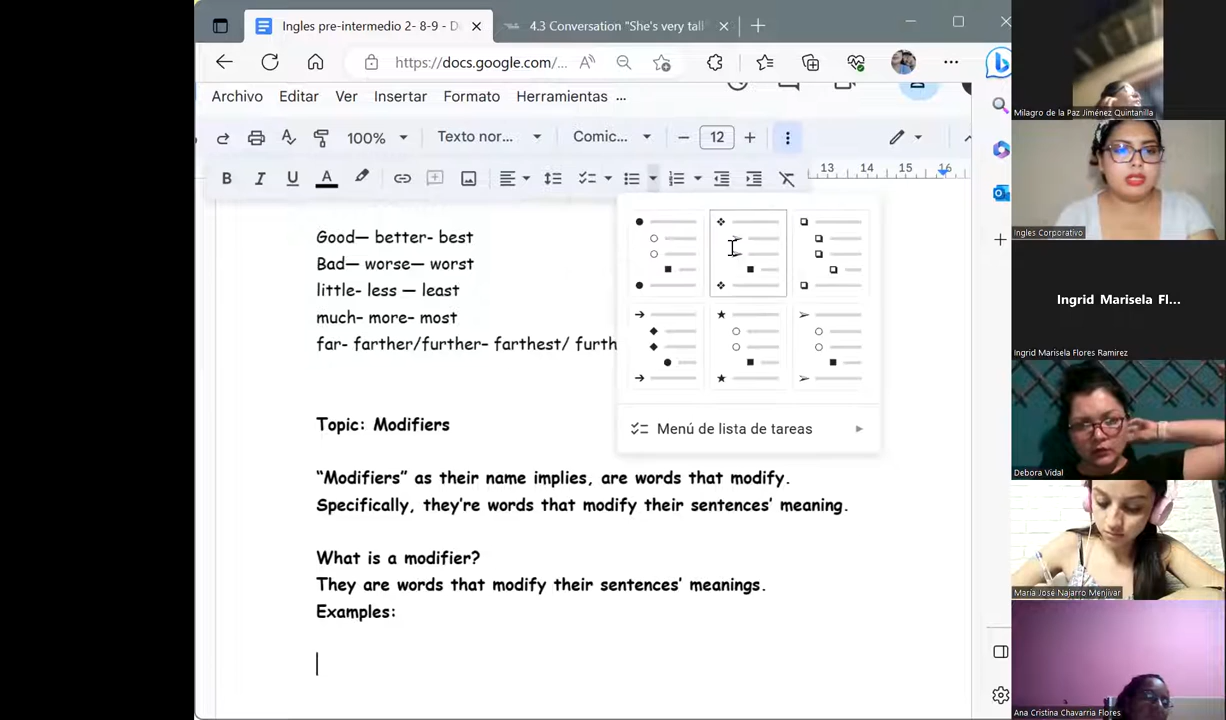 Ingles pre-intermedio 2- 8-9 - D
4.3 Conversation "She's very tall"
https://docs.google.com/...
Archivo Editar Ver Insertar Formato Herramientas ...
100% Texto nor... Comic... 12
13 14 15 16
B I U A
Good— better- best
Bad— worse— worst
little- less — least
much- more- most
far- farther/further- farthest/ furth
Menú de lista de tareas
Topic: Modifiers
“Modifiers” as their name implies, are words that modify.
Specifically, they're words that modify their sentences' meaning.
What is a modifier?
They are words that modify their sentences' meanings.
Examples:
Milagro de la Paz Jiménez Quintanilla
Ingles Corporativo
Ingrid Marisela Fl...
Ingrid Marisela Flores Ramirez
Debora Vidal
María José Najarro Menjívar
Ana Cristina Chavarria Flores